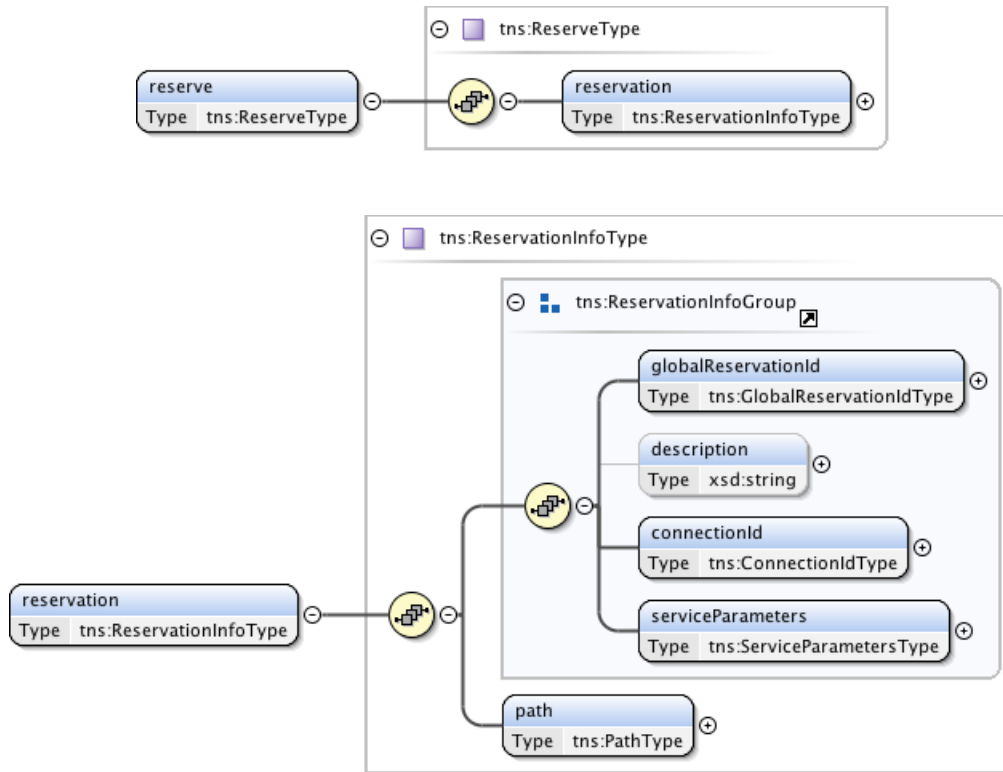 tns:ReserveType
reserve
Type tns:ReserveType
reservation
Type tns:ReservationInfoType
tns:ReservationInfoType
tns:ReservationInfoGroup
globalReservationId
Type tns:GlobalReservationIdType
description
Type xsd:string
connectionId
Type tns:ConnectionIdType
reservation
Type tns:ReservationInfoType
serviceParameters
Type tns:ServiceParametersType
path
Type tns:PathType